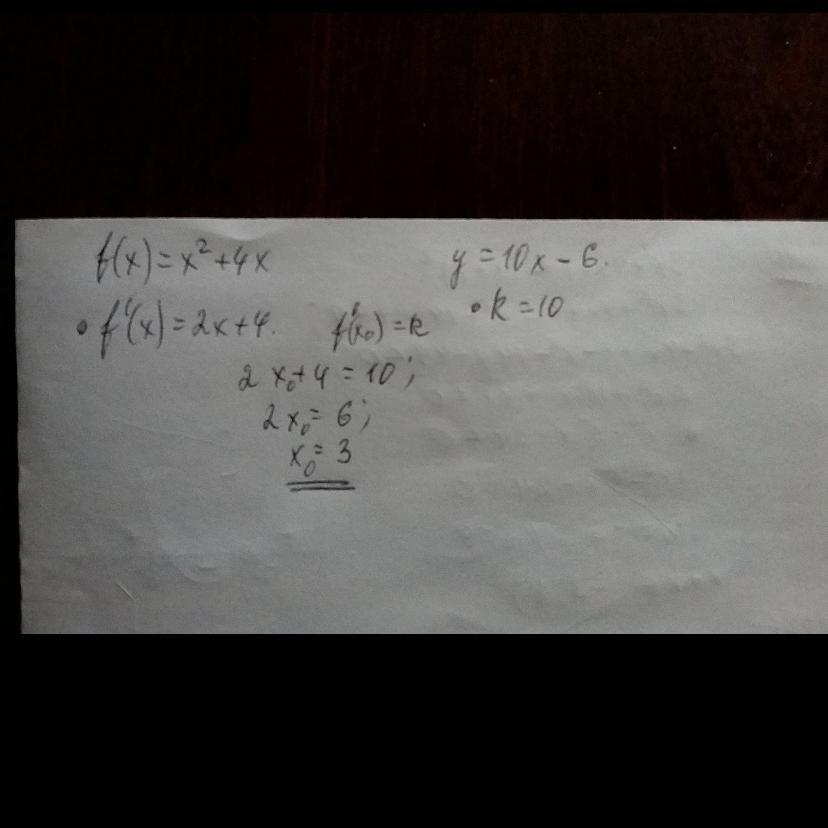 f(x) = x² + 4x
y = 10x - 6.
• f'(x) = 2x + 4.
f'(x₀) = k
• k = 10
2x₀ + 4 = 10;
2x₀ = 6;
x₀ = 3